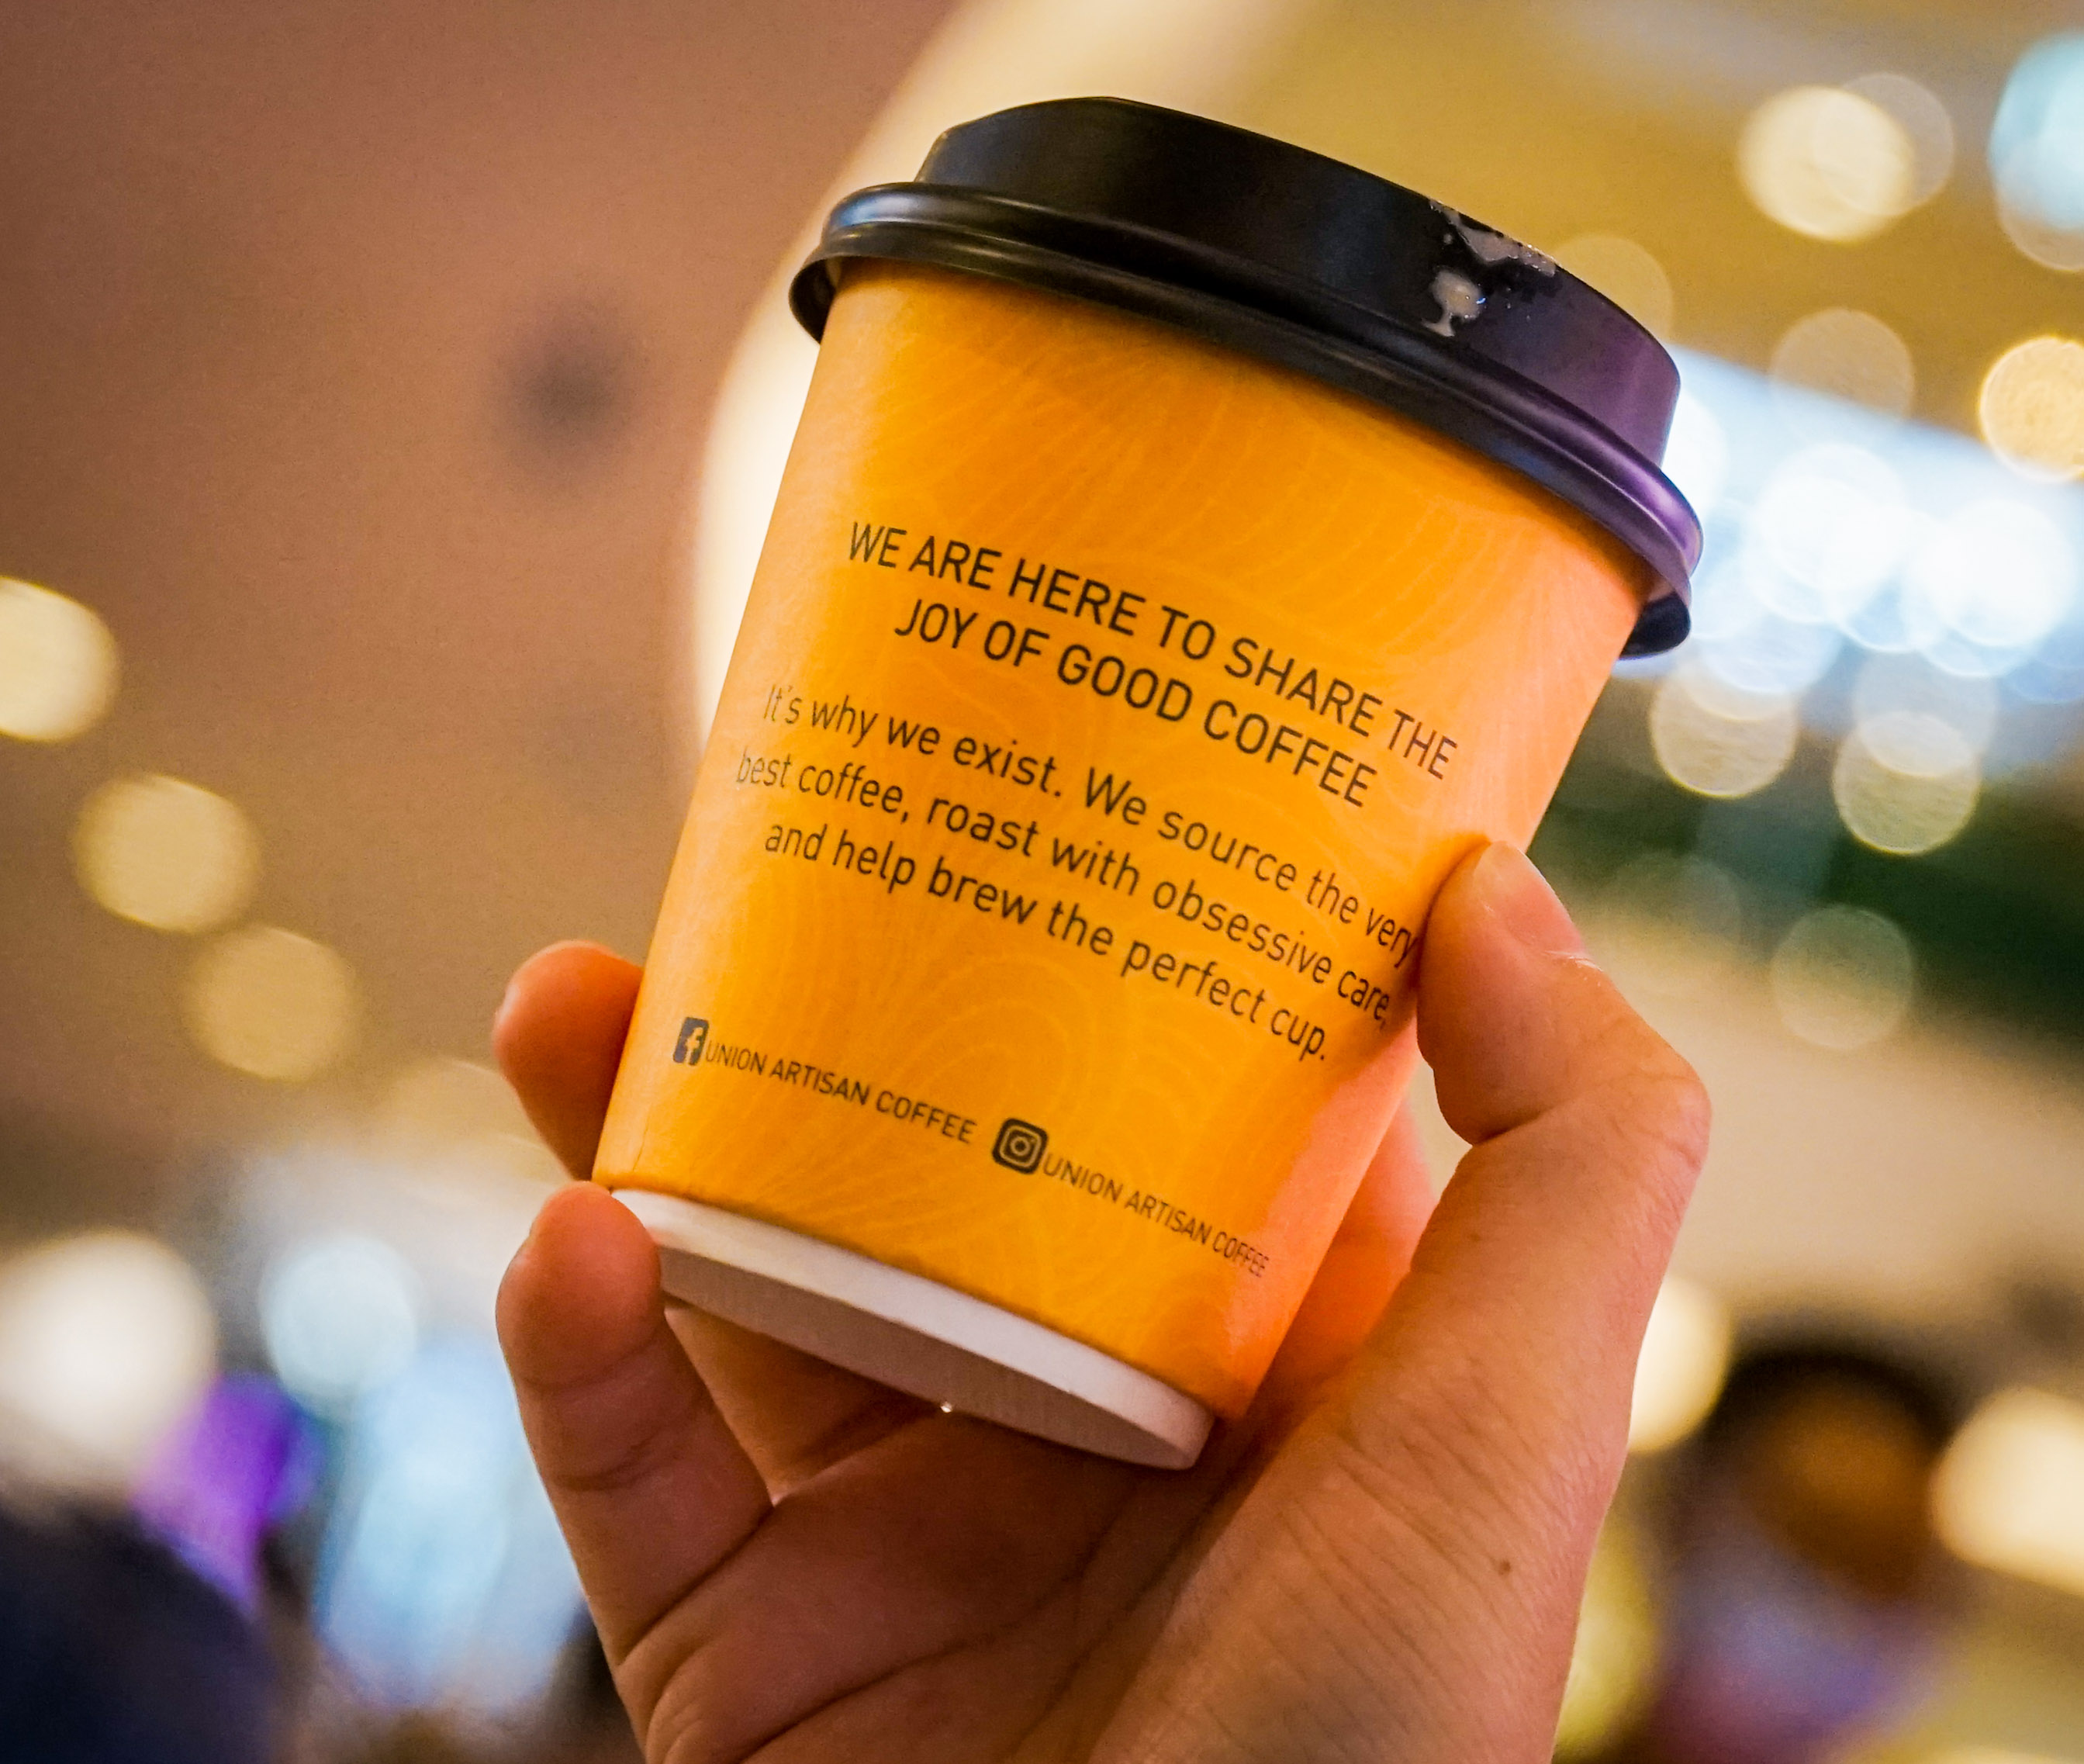 WE ARE HERE TO SHARE THE
JOY OF GOOD COFFEE
It's why we exist. We source the very
best coffee, roast with obsessive care,
and help brew the perfect cup.
UNION ARTISAN COFFEE UNION ARTISAN COFFEE